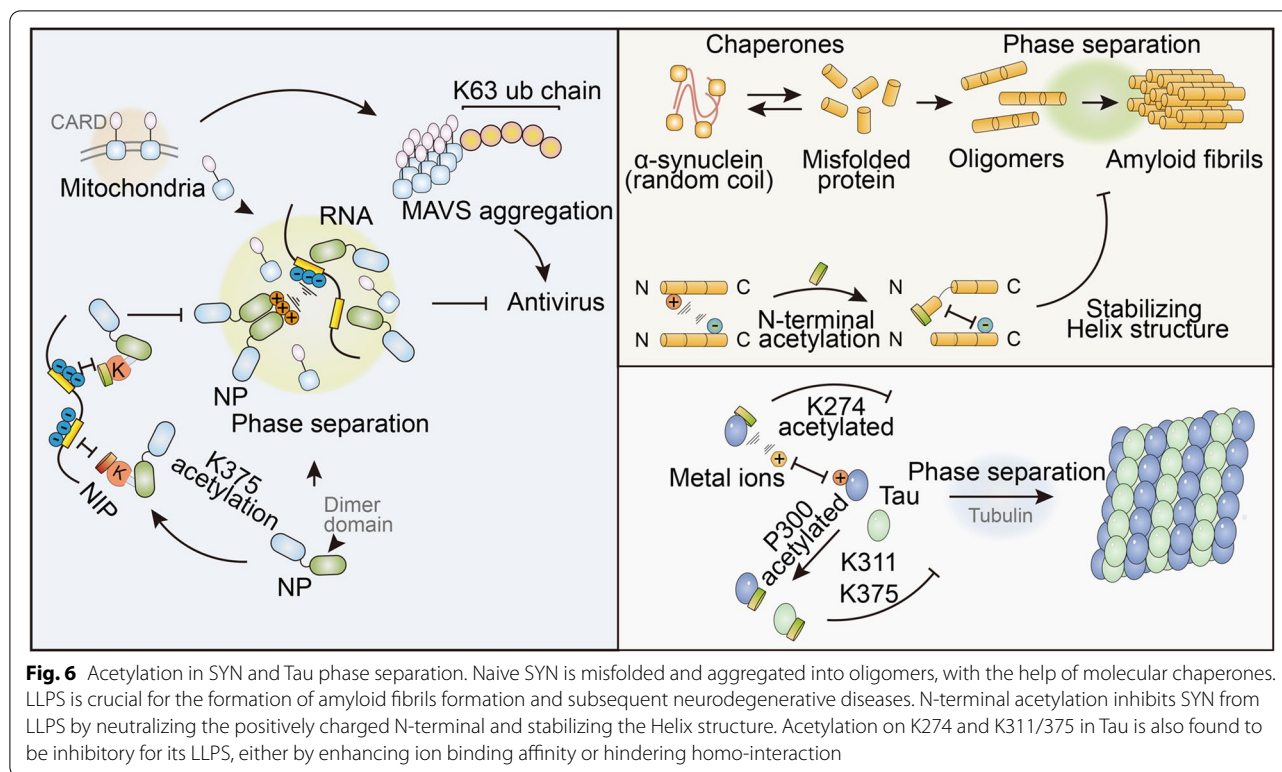 CARD
Mitochondria
K63 ub chain
MAVS aggregation
RNA
Antivirus
NP
Phase separation
K
K
NIP
K375
acetylation
Dimer
domain
NP
Chaperones
Phase separation
α-synuclein
(random coil)
Misfolded
protein
Oligomers
Amyloid fibrils
N
C
N
C
N-terminal
acetylation
N
C
N
C
Stabilizing
Helix structure
K274
acetylated
Metal ions
Tau
P300
acetylated
K311
K375
Phase separation
Tubulin
Fig. 6 Acetylation in SYN and Tau phase separation. Naive SYN is misfolded and aggregated into oligomers, with the help of molecular chaperones.
LLPS is crucial for the formation of amyloid fibrils formation and subsequent neurodegenerative diseases. N-terminal acetylation inhibits SYN from
LLPS by neutralizing the positively charged N-terminal and stabilizing the Helix structure. Acetylation on K274 and K311/375 in Tau is also found to
be inhibitory for its LLPS, either by enhancing ion binding affinity or hindering homo-interaction